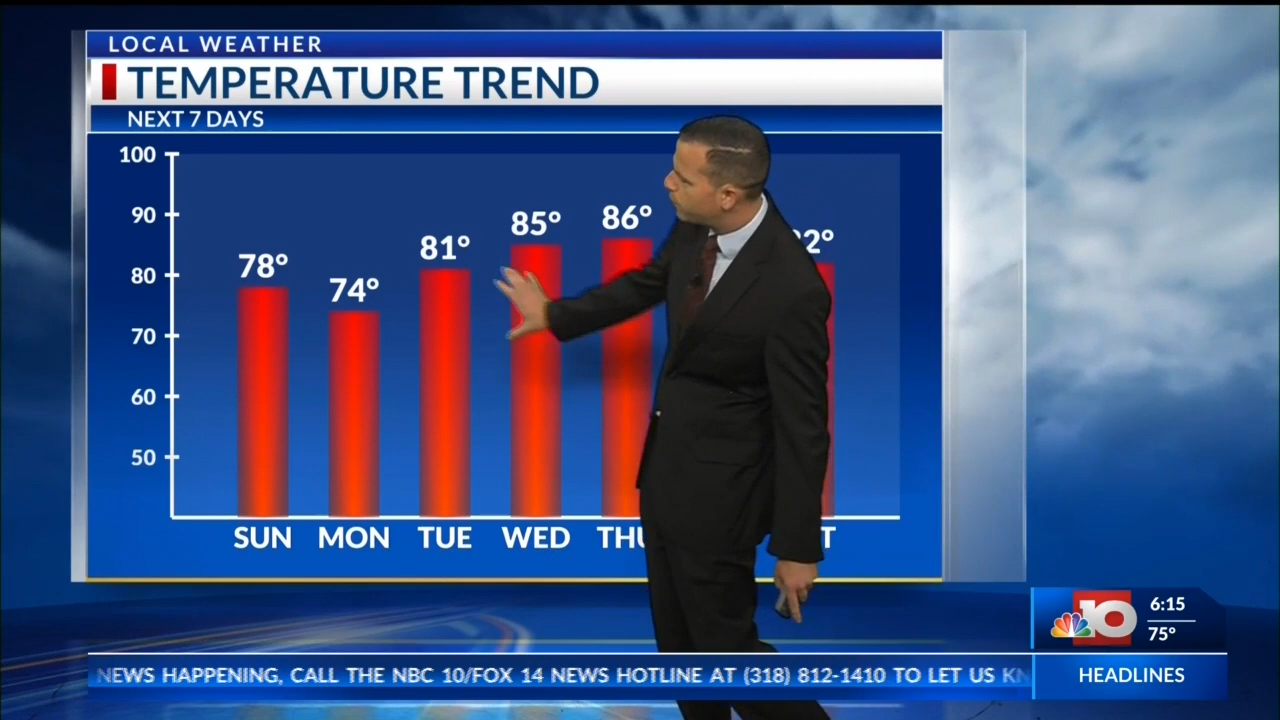 LOCAL WEATHER
TEMPERATURE TREND
NEXT 7 DAYS
100
90
80
70
60
50
78°
74°
81°
85°
86°
SUN MON TUE WED
10
6:15
75°
NEWS HAPPENING, CALL THE NBC 10/FOX 14 NEWS HOTLINE AT (318) 812-1410 TO LET US
HEADLINES